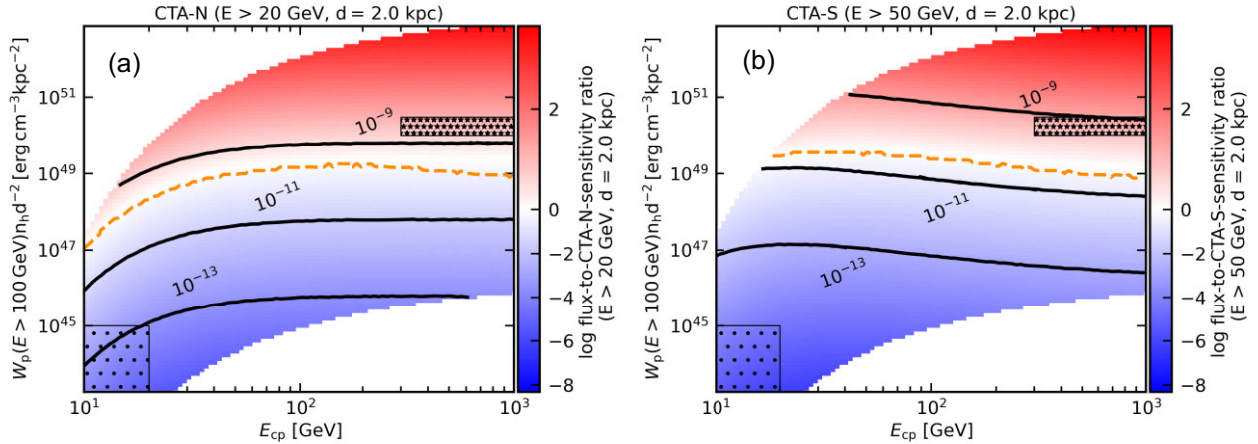 CTA-N (E > 20 GeV, d = 2.0 kpc)
(a)
W_p(E > 100 GeV)n_h d^−2 [erg cm^−3 kpc^−2]
10^51
10^49
10^47
10^45
10^−9
10^−11
10^−13
10^1
10^2
10^3
E_cp [GeV]
2
0
−2
−4
−6
−8
log flux-to-CTA-N-sensitivity ratio
(E > 20 GeV, d = 2.0 kpc)
CTA-S (E > 50 GeV, d = 2.0 kpc)
(b)
W_p(E > 100 GeV)n_h d^−2 [erg cm^−3 kpc^−2]
10^51
10^49
10^47
10^45
10^−9
10^−11
10^−13
10^1
10^2
10^3
E_cp [GeV]
2
0
−2
−4
−6
−8
log flux-to-CTA-S-sensitivity ratio
(E > 50 GeV, d = 2.0 kpc)